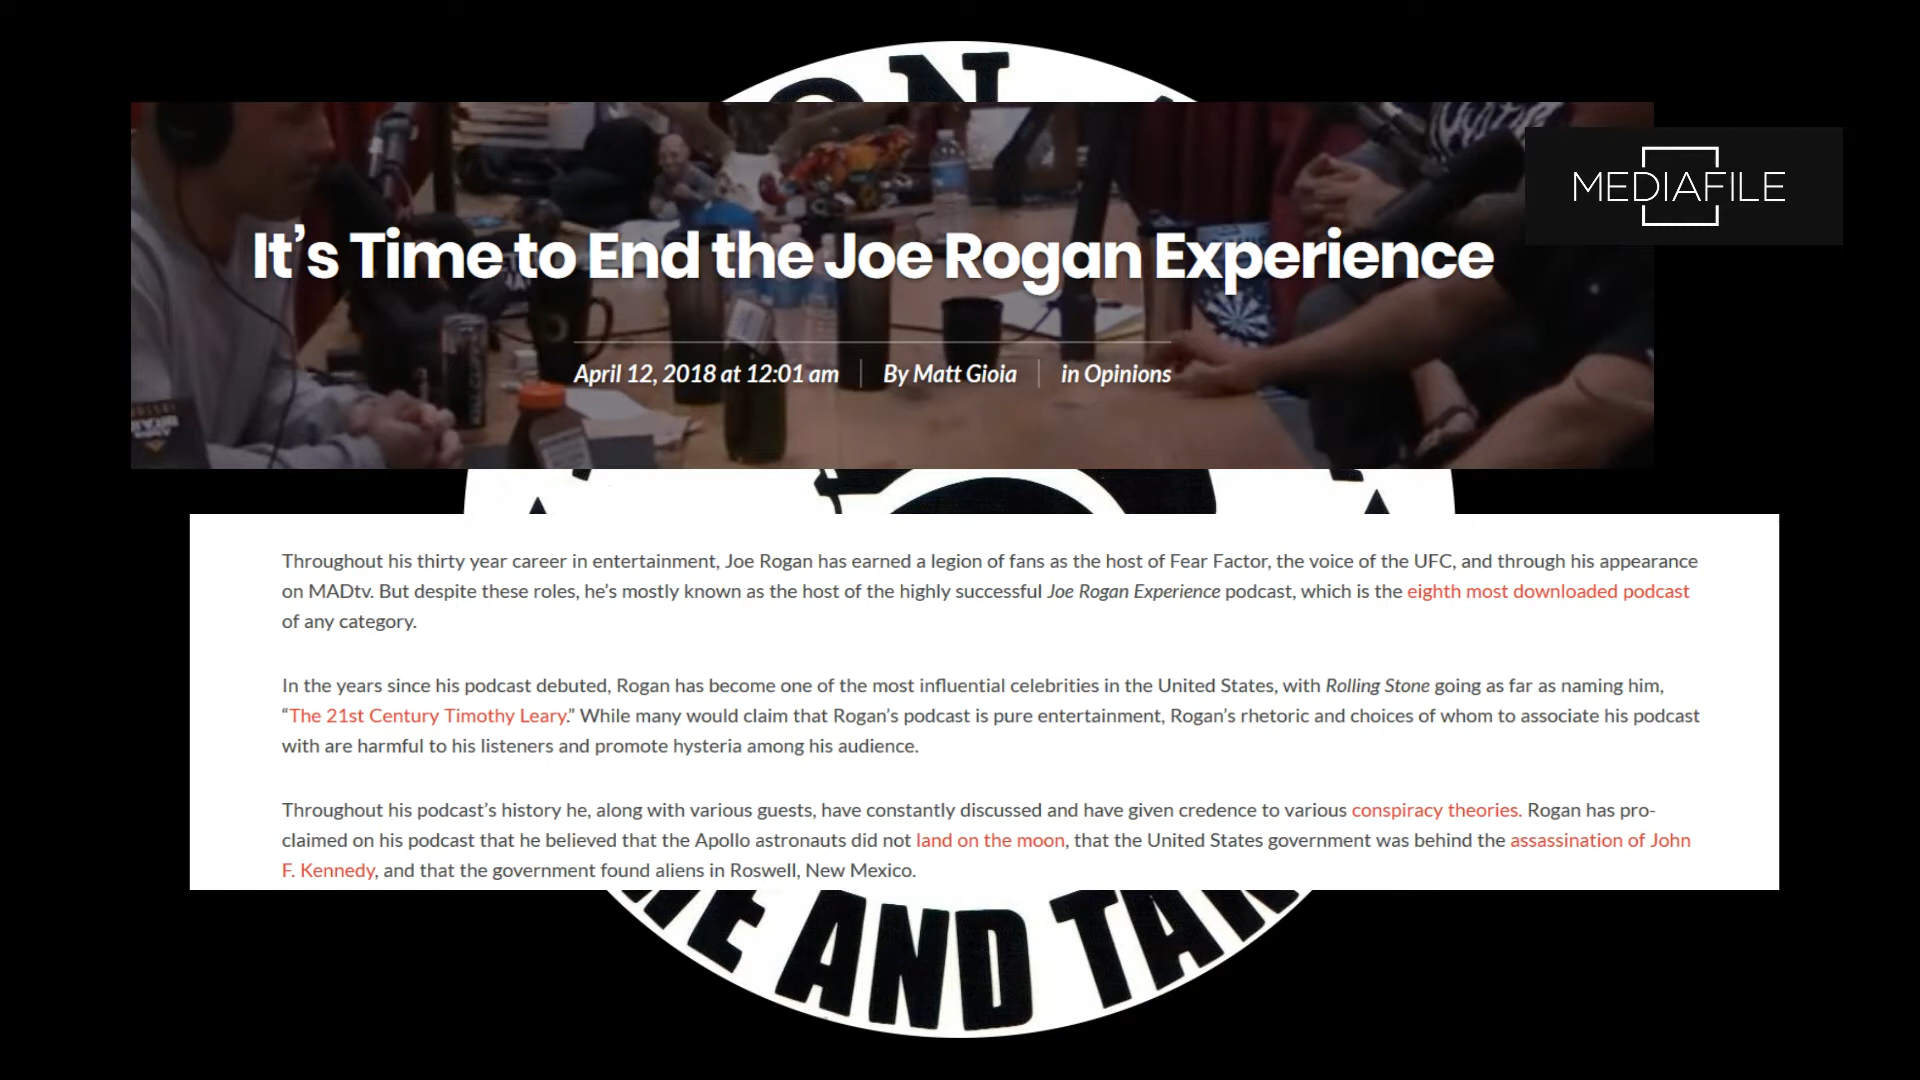 ON
It's Time to End the Joe Rogan Experience
MEDIAFILE
April 12, 2018 at 12:01 am
By Matt Gioia
in Opinions
Throughout his thirty year career in entertainment, Joe Rogan has earned a legion of fans as the host of Fear Factor, the voice of the UFC, and through his appearance
on MADtv. But despite these roles, he’s mostly known as the host of the highly successful Joe Rogan Experience podcast, which is the eighth most downloaded podcast
of any category.
In the years since his podcast debuted, Rogan has become one of the most influential celebrities in the United States, with Rolling Stone going as far as naming him,
“The 21st Century Timothy Leary.” While many would claim that Rogan’s podcast is pure entertainment, Rogan’s rhetoric and choices of whom to associate his podcast
with are harmful to his listeners and promote hysteria among his audience.
Throughout his podcast’s history he, along with various guests, have constantly discussed and have given credence to various conspiracy theories. Rogan has pro-
claimed on his podcast that he believed that the Apollo astronauts did not land on the moon, that the United States government was behind the assassination of John
F. Kennedy, and that the government found aliens in Roswell, New Mexico.
AND